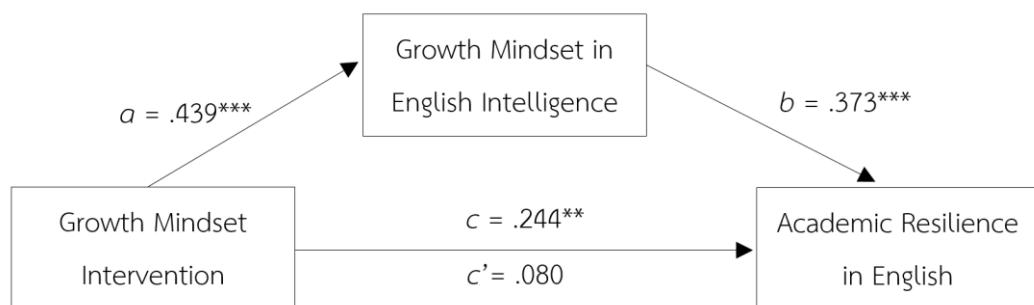 Growth Mindset in
English Intelligence
a = .439***
b = .373***
Growth Mindset
Intervention
c = .244**
c’= .080
Academic Resilience
in English